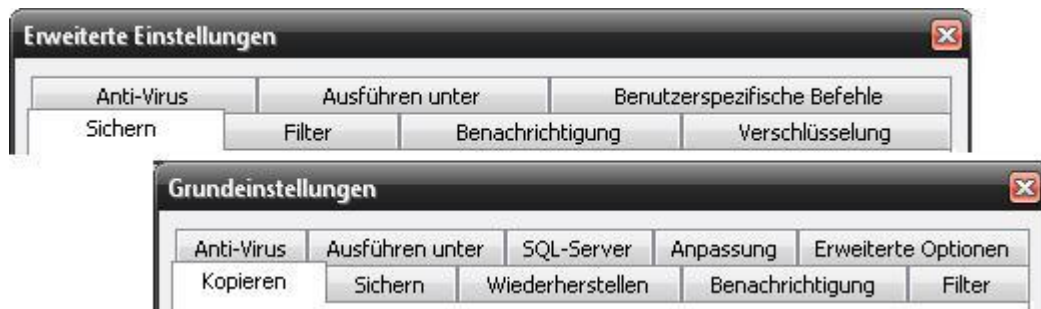 Erweiterte Einstellungen
Anti-Virus Ausführen unter Benutzerspezifische Befehle
Sichern Filter Benachrichtigung Verschlüsselung
Grundeinstellungen
Anti-Virus Ausführen unter SQL-Server Anpassung Erweiterte Optionen
Kopieren Sichern Wiederherstellen Benachrichtigung Filter